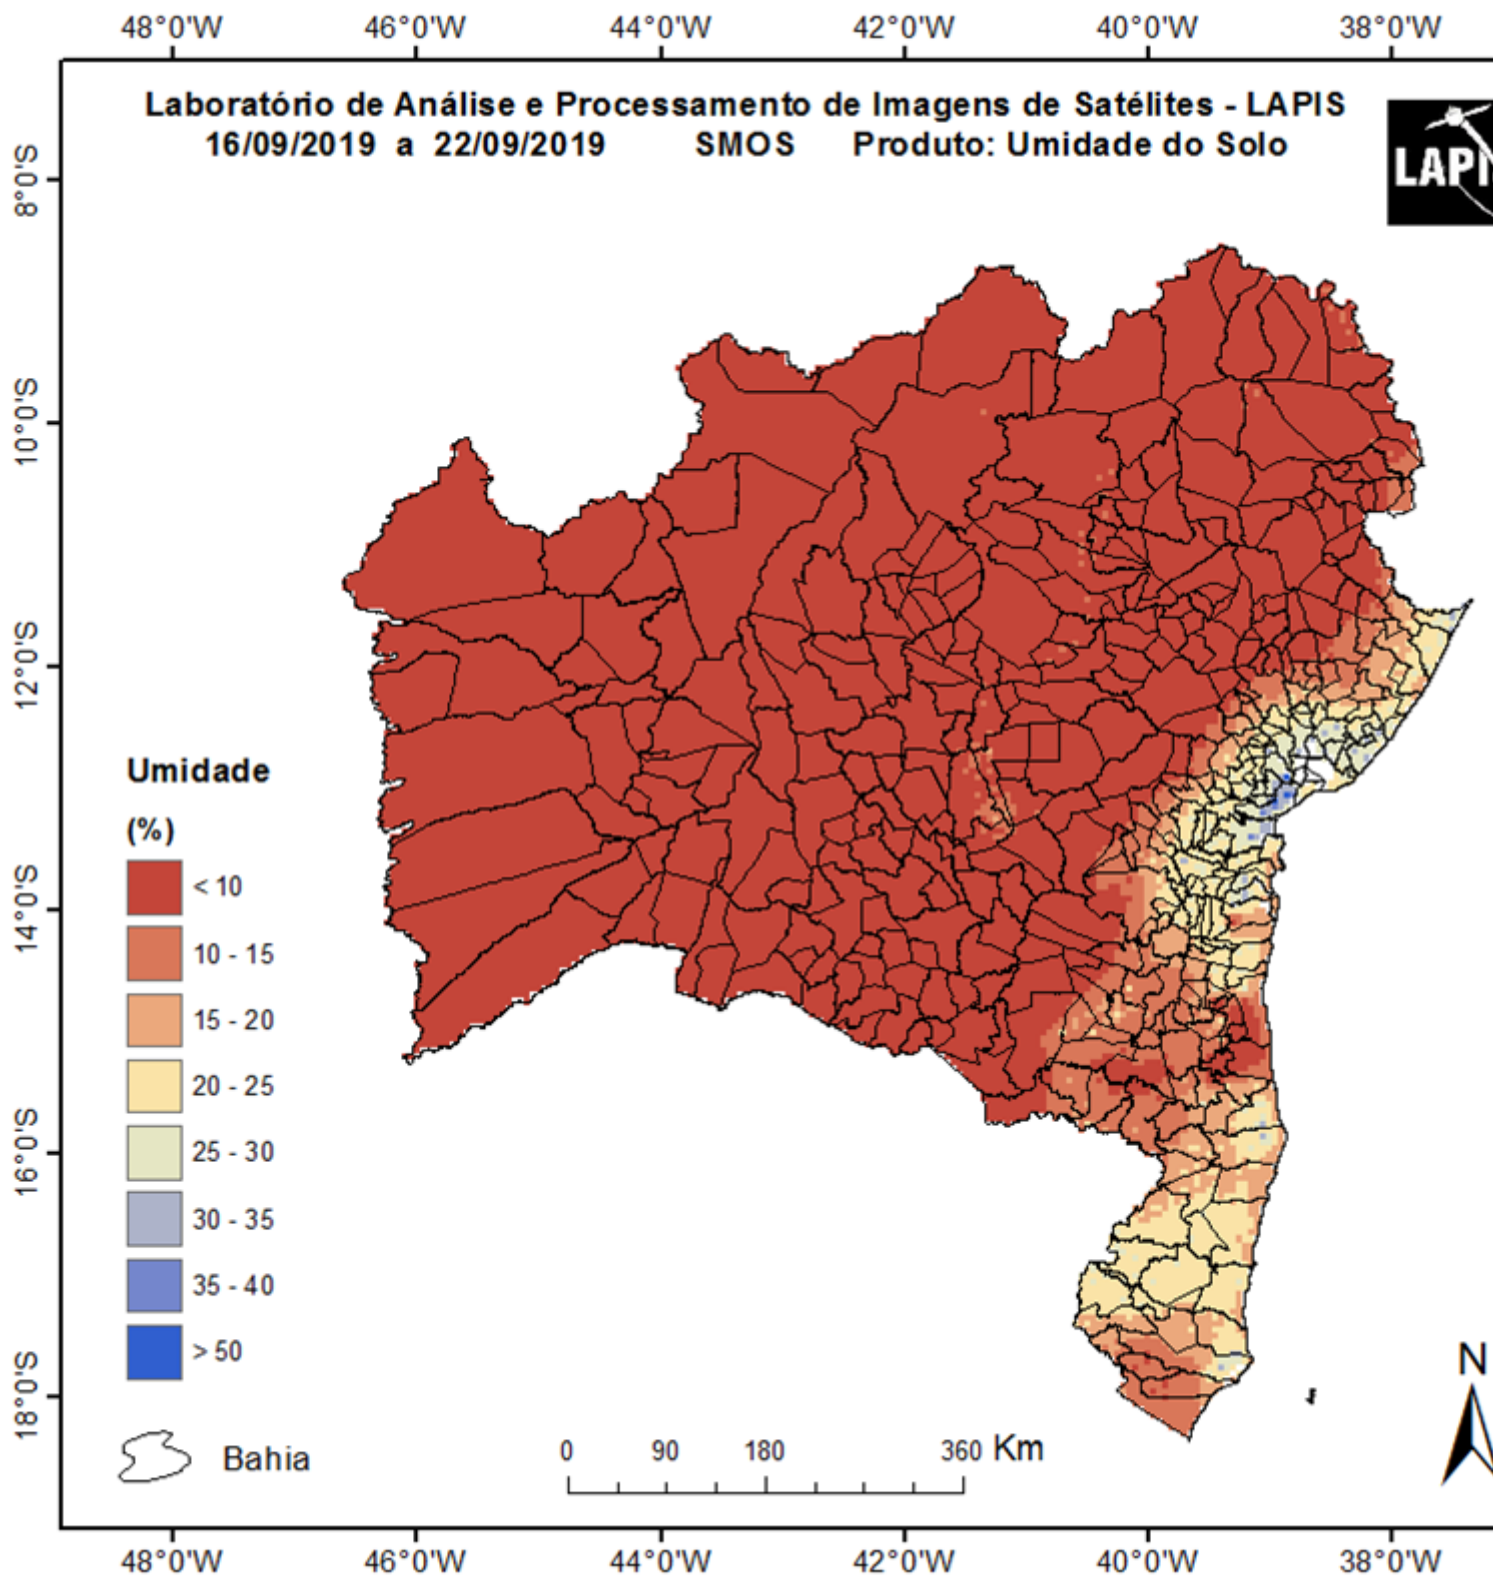 48°0'W 46°0'W 44°0'W 42°0'W 40°0'W 38°0'W
Laboratório de Análise e Processamento de Imagens de Satélites - LAPIS
16/09/2019 a 22/09/2019 SMOS Produto: Umidade do Solo
LAPI
8°0'S
10°0'S
12°0'S
14°0'S
16°0'S
18°0'S
Umidade
(%)
< 10
10 - 15
15 - 20
20 - 25
25 - 30
30 - 35
35 - 40
> 50
Bahia
0 90 180 360 Km
N
48°0'W 46°0'W 44°0'W 42°0'W 40°0'W 38°0'W